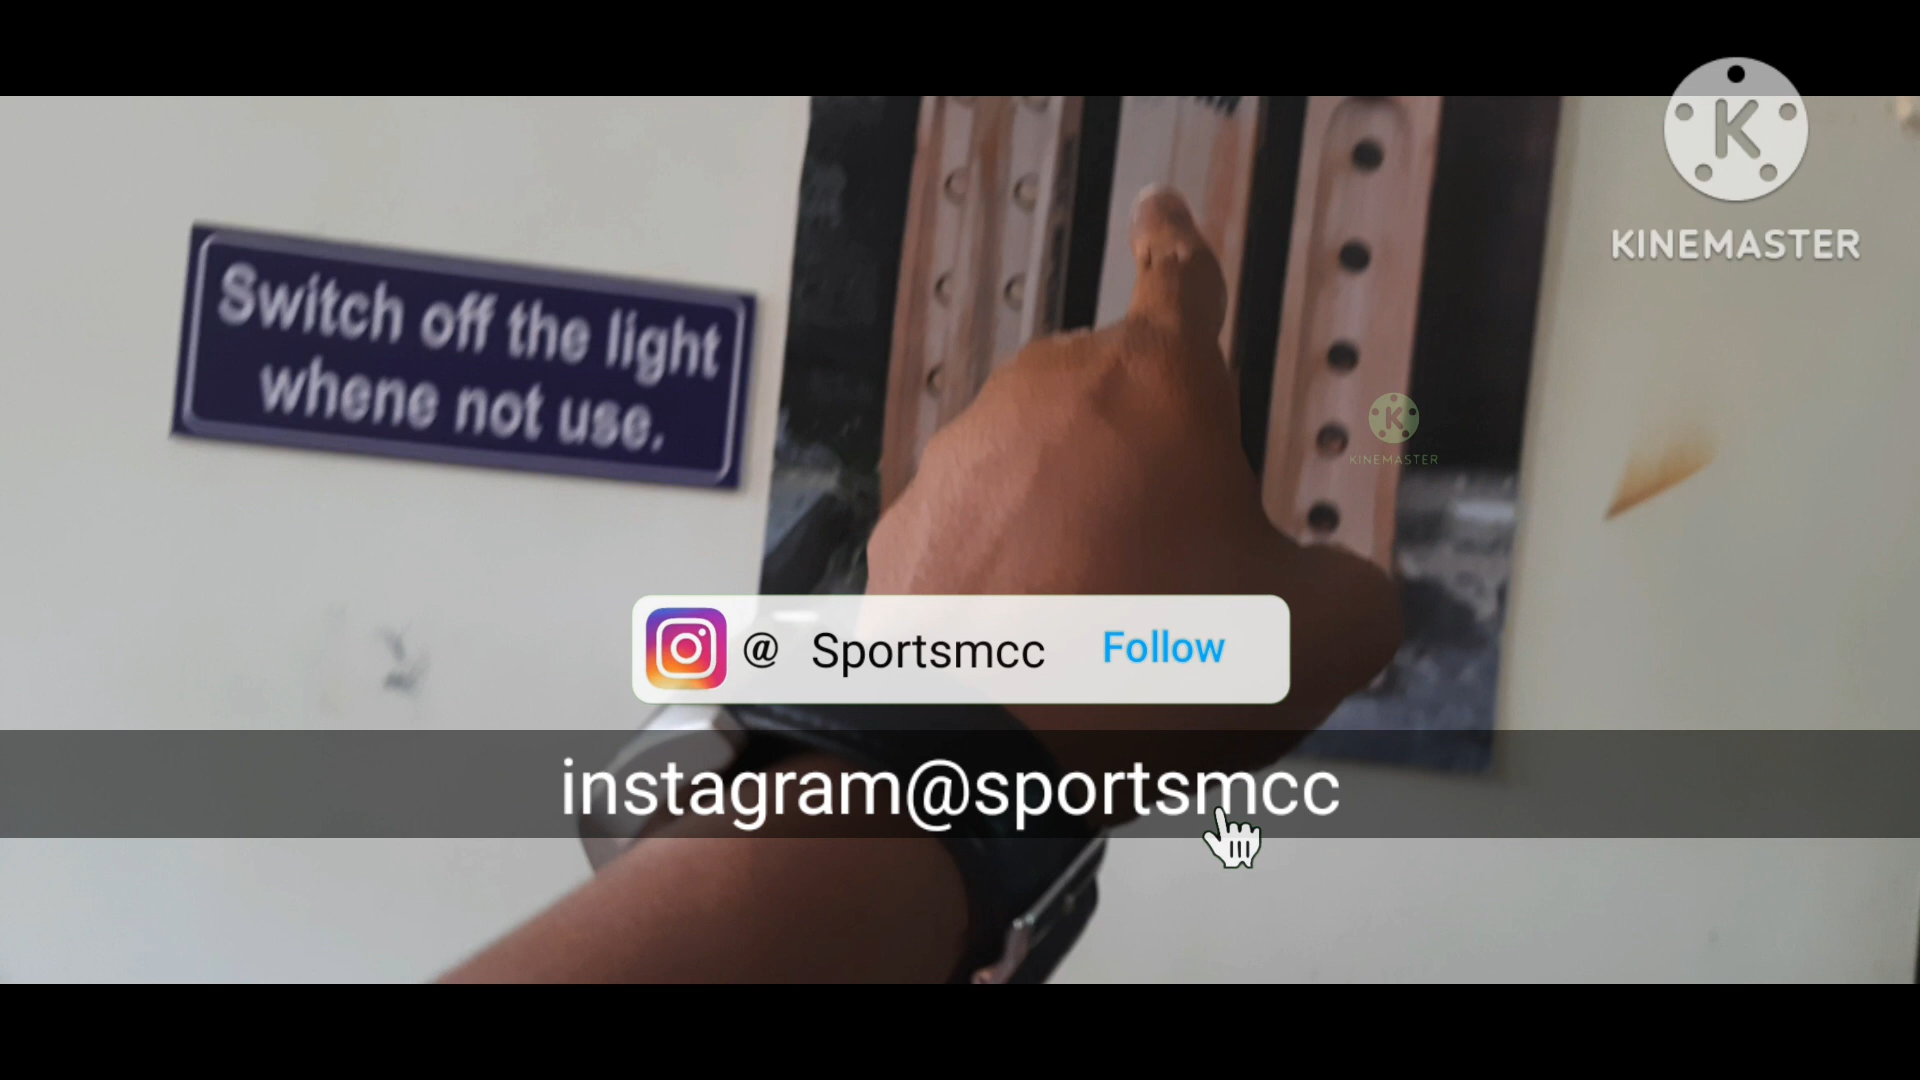 KINEMASTER
Switch off the light
whene not use.
KINEMASTER
@ Sportsmcc Follow
instagram@sportsmcc